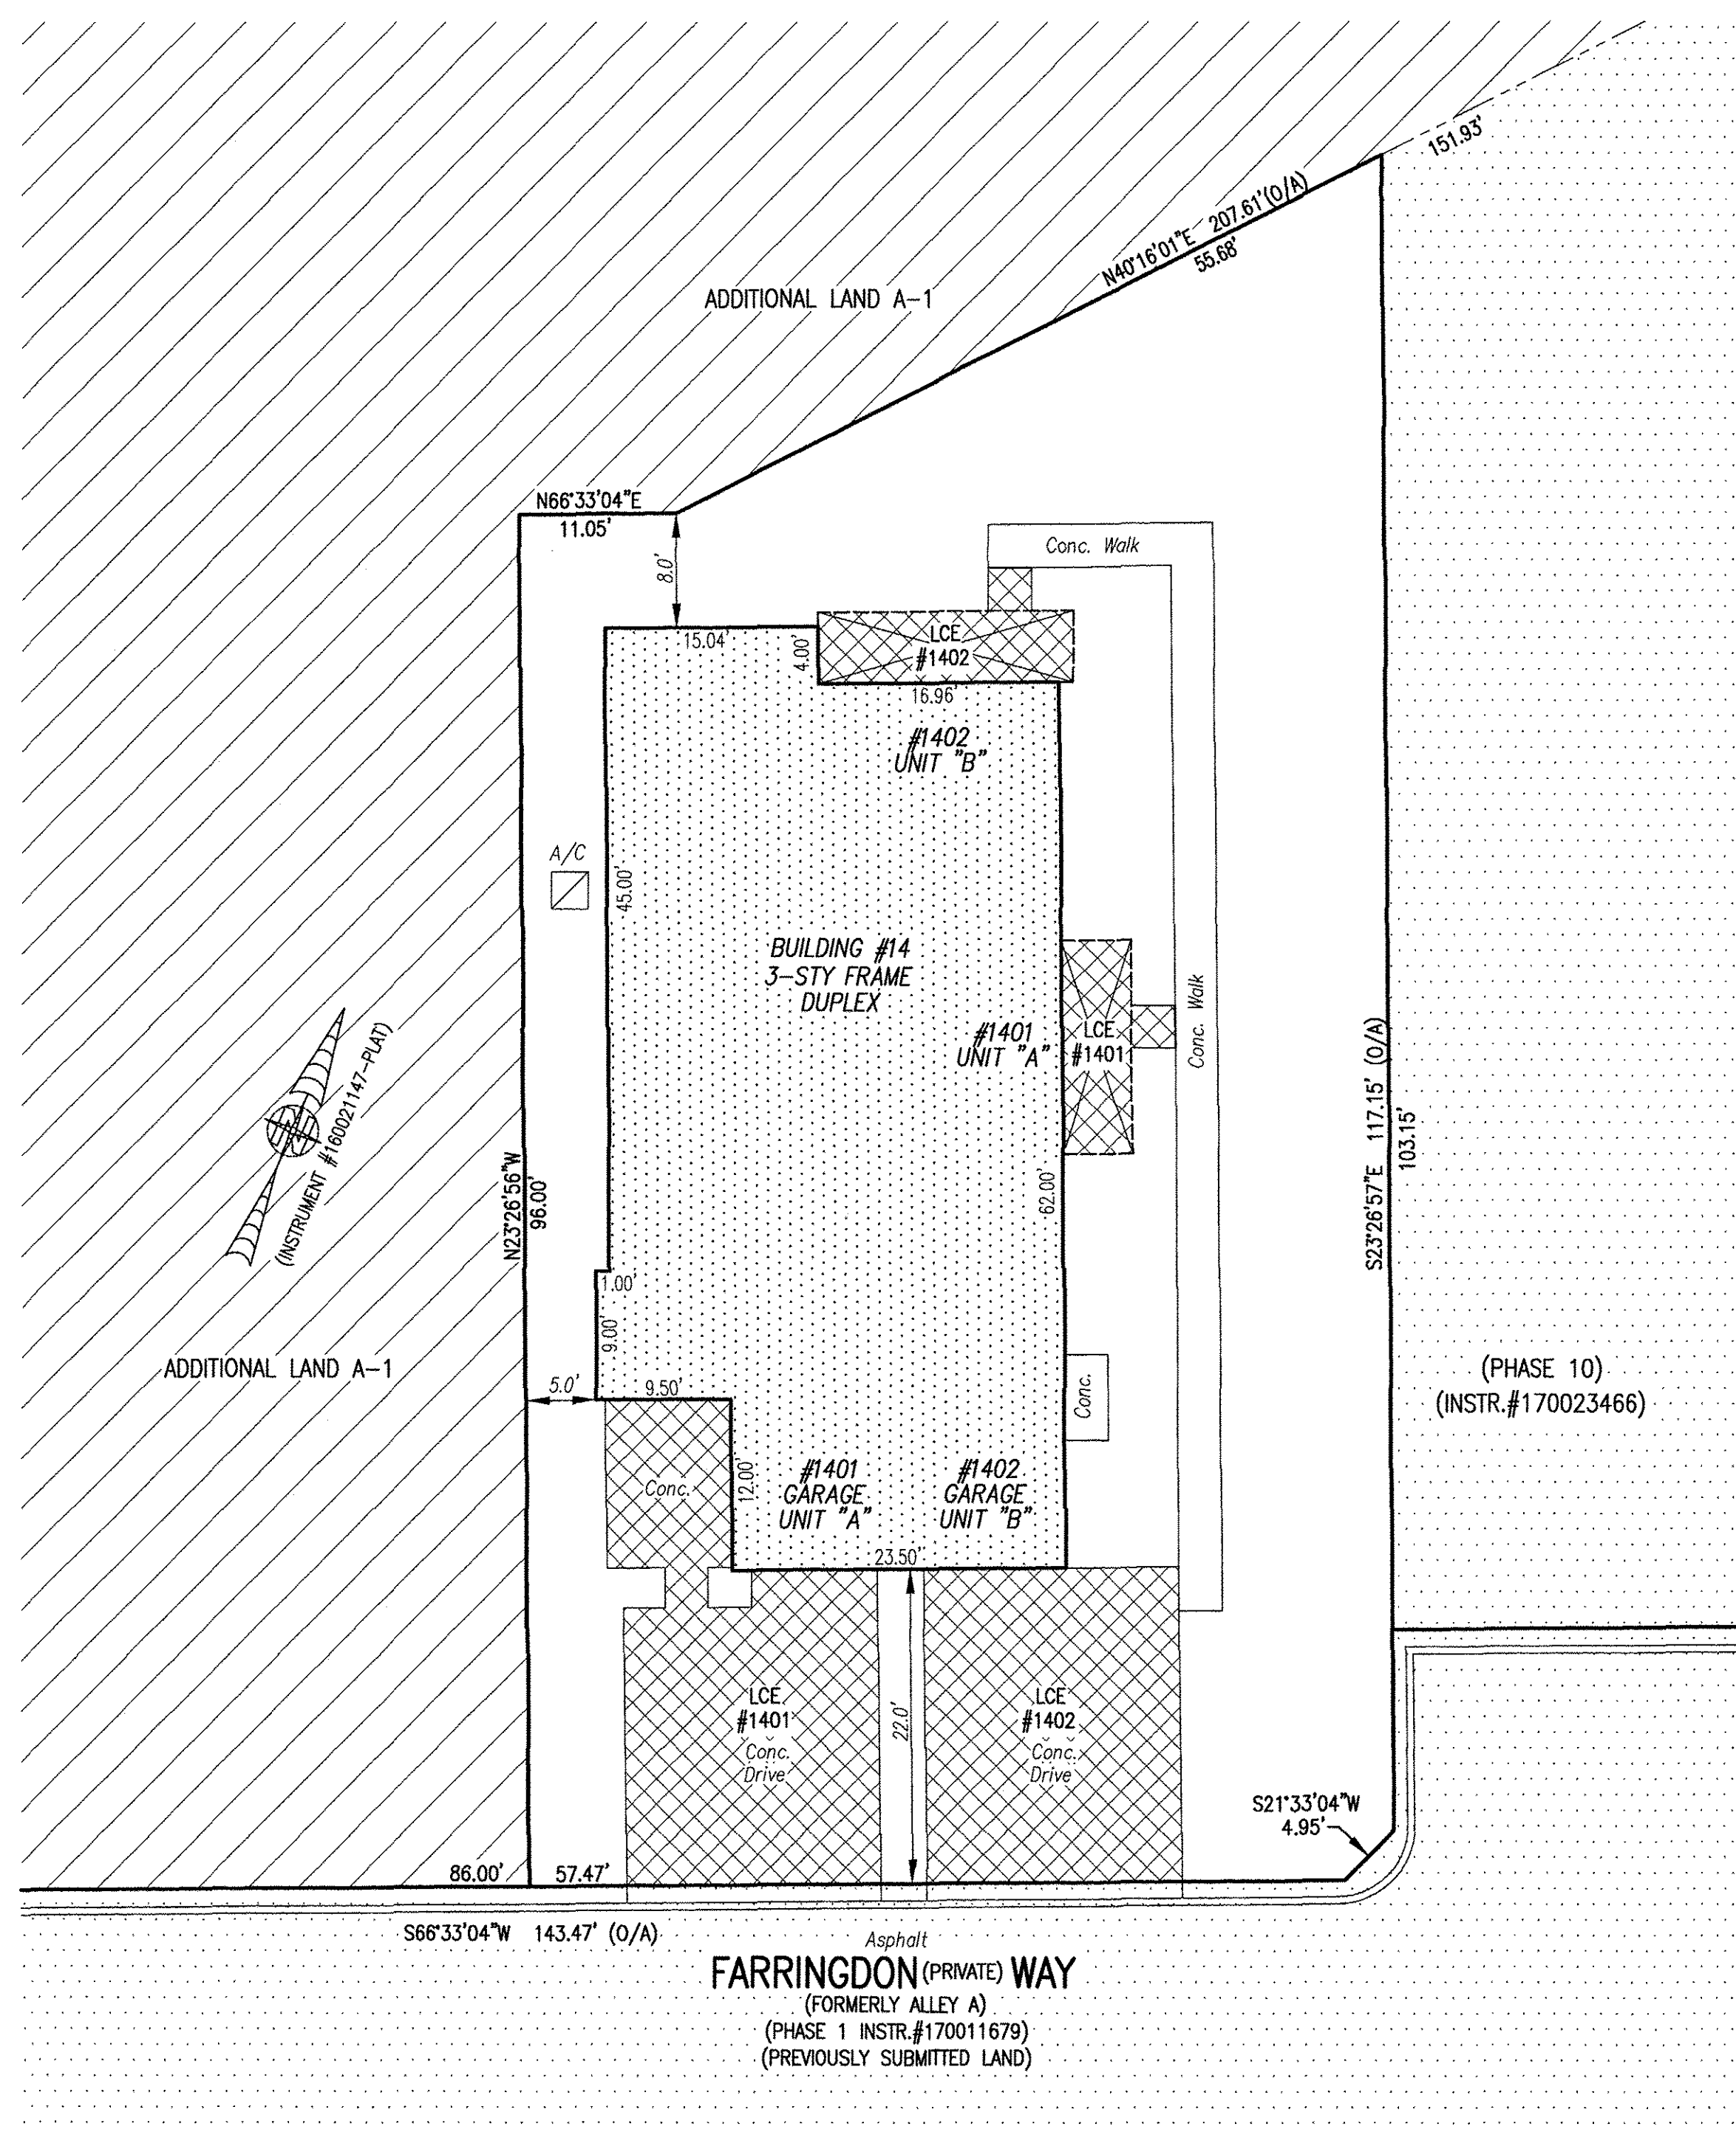 151.93'
N40°16'01"E 207.61'(O/A)
55.68'
ADDITIONAL LAND A-1
N66°33'04"E
11.05'
8.0'
Conc. Walk
15.04'
4.00'
LCE
#1402
16.96'
#1402
UNIT "B"
A/C
45.00'
BUILDING #14
3-STY FRAME
DUPLEX
#1401
UNIT "A"
LCE
#1401
Conc. Walk
S23°26'57"E 117.15' (O/A)
103.15'
(INSTRUMENT #160021147-PLAT)
N23°26'56"W
96.00'
62.00'
1.00'
9.00'
ADDITIONAL LAND A-1
5.0'
9.50'
Conc.
(PHASE 10)
(INSTR.#170023466)
Conc.
12.00'
#1401
GARAGE
UNIT "A"
#1402
GARAGE
UNIT "B"
23.50'
LCE
#1401
Conc.
Drive
22.0'
LCE
#1402
Conc.
Drive
S21°33'04"W
4.95'
86.00'
57.47'
S66°33'04"W 143.47' (O/A)
Asphalt
FARRINGDON (PRIVATE) WAY
(FORMERLY ALLEY A)
(PHASE 1 INSTR.#170011679)
(PREVIOUSLY SUBMITTED LAND)